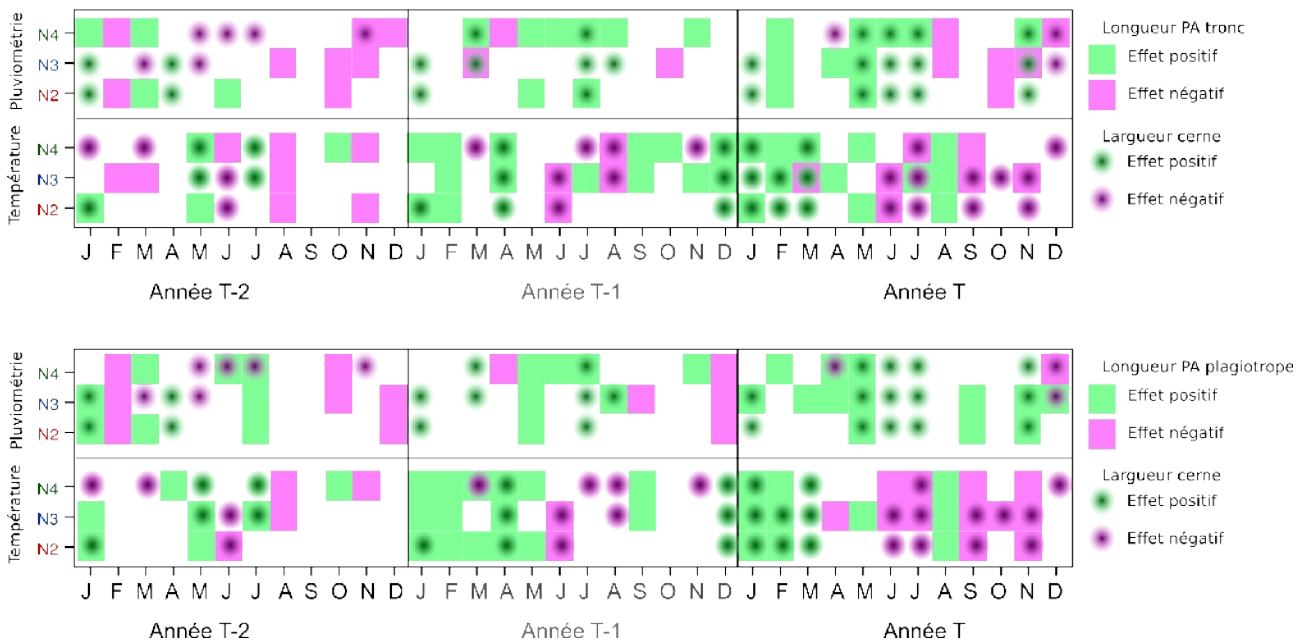 Pluviométrie
N4
N3
N2
Température
N4
N3
N2
J F M A M J J A S O N D J F M A M J J A S O N D J F M A M J J A S O N D
Année T-2 Année T-1 Année T
Longueur PA tronc
Effet positif
Effet négatif
Largueur cerne
Effet positif
Effet négatif
Pluviométrie
N4
N3
N2
Température
N4
N3
N2
J F M A M J J A S O N D J F M A M J J A S O N D J F M A M J J A S O N D
Année T-2 Année T-1 Année T
Longueur PA plagiotrope
Effet positif
Effet négatif
Largueur cerne
Effet positif
Effet négatif